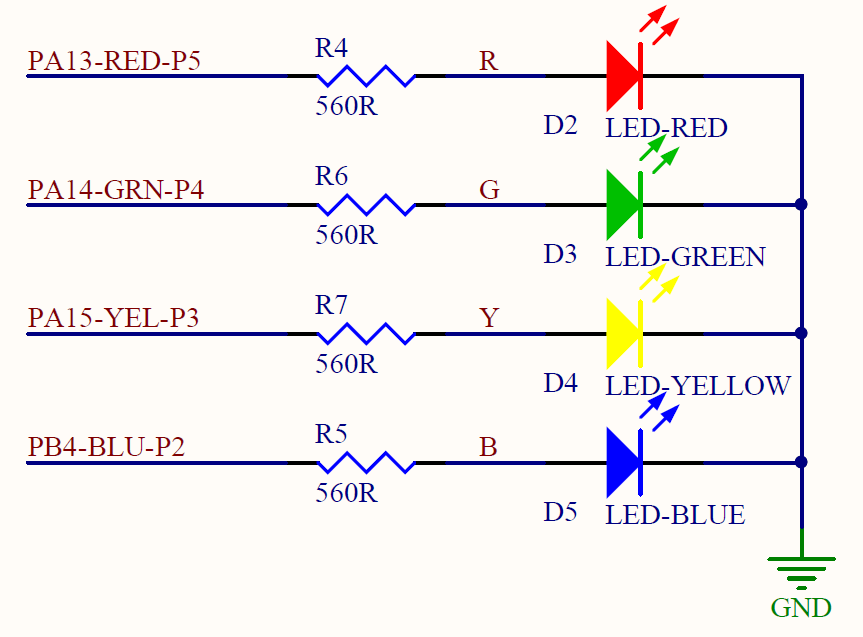 PA13-RED-P5
R4
560R
R
D2
LED-RED
PA14-GRN-P4
R6
560R
G
D3
LED-GREEN
PA15-YEL-P3
R7
560R
Y
D4
LED-YELLOW
PB4-BLU-P2
R5
560R
B
D5
LED-BLUE
GND